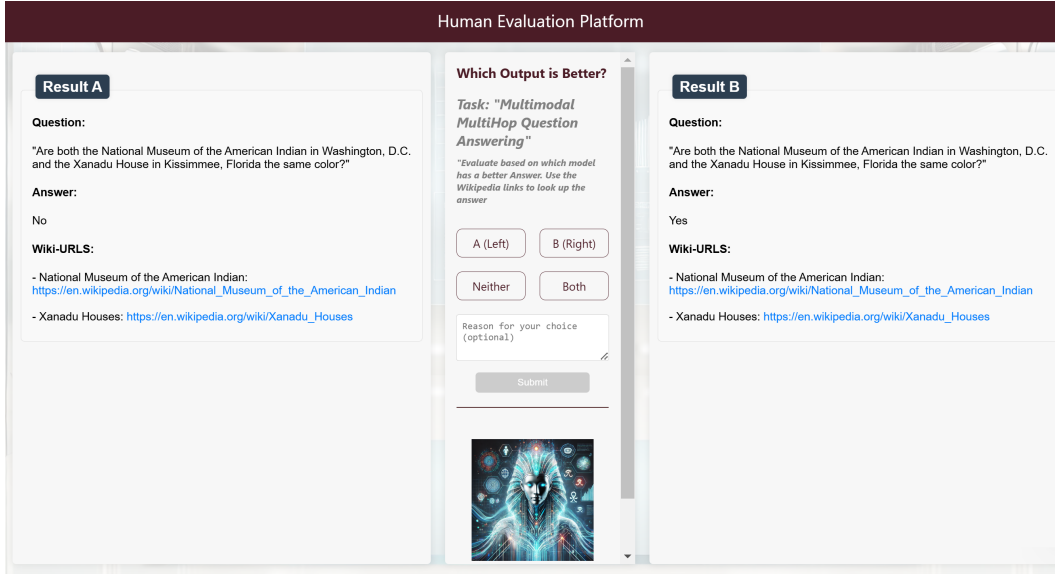 Human Evaluation Platform
Result A
Question:
"Are both the National Museum of the American Indian in Washington, D.C.
and the Xanadu House in Kissimmee, Florida the same color?"
Answer:
No
Wiki-URLS:
- National Museum of the American Indian:
https://en.wikipedia.org/wiki/National_Museum_of_the_American_Indian
- Xanadu Houses: https://en.wikipedia.org/wiki/Xanadu_Houses
Which Output is Better?
Task: "Multimodal
MultiHop Question
Answering"
"Evaluate based on which model
has a better Answer. Use the
Wikipedia links to look up the
answer
A (Left)
B (Right)
Neither
Both
Reason for your choice
(optional)
Submit
Result B
Question:
"Are both the National Museum of the American Indian in Washington, D.C.
and the Xanadu House in Kissimmee, Florida the same color?"
Answer:
Yes
Wiki-URLS:
- National Museum of the American Indian:
https://en.wikipedia.org/wiki/National_Museum_of_the_American_Indian
- Xanadu Houses: https://en.wikipedia.org/wiki/Xanadu_Houses